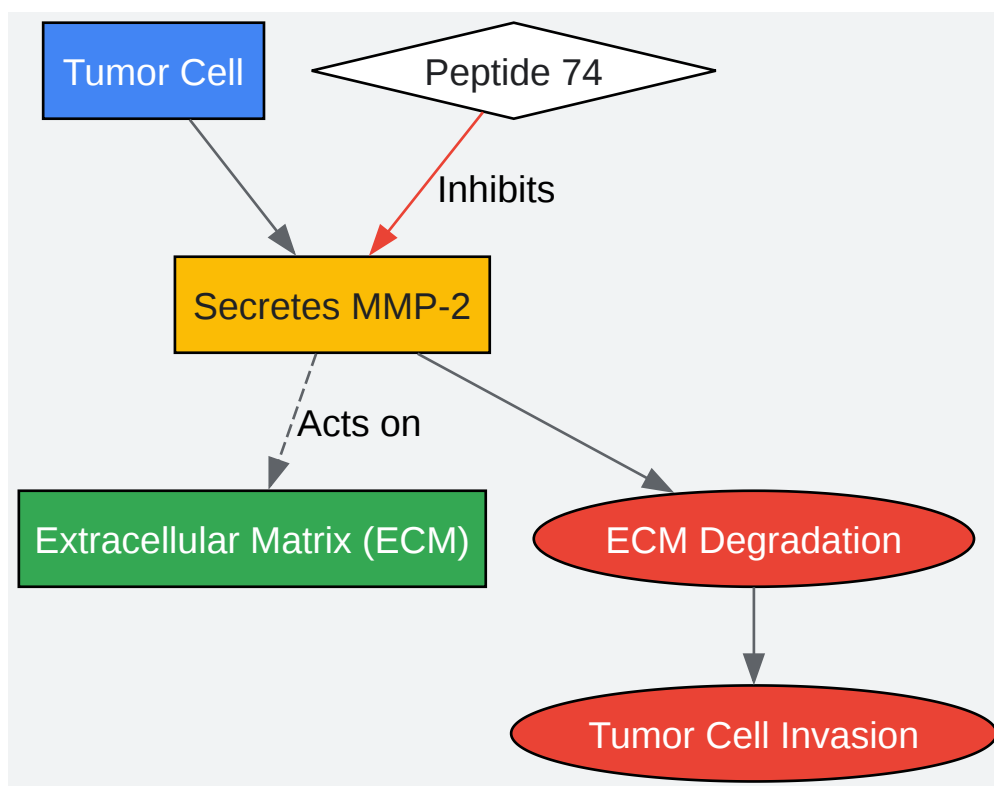 Tumor Cell
Peptide 74
Inhibits
Secretes MMP-2
Acts on
Extracellular Matrix (ECM)
ECM Degradation
Tumor Cell Invasion